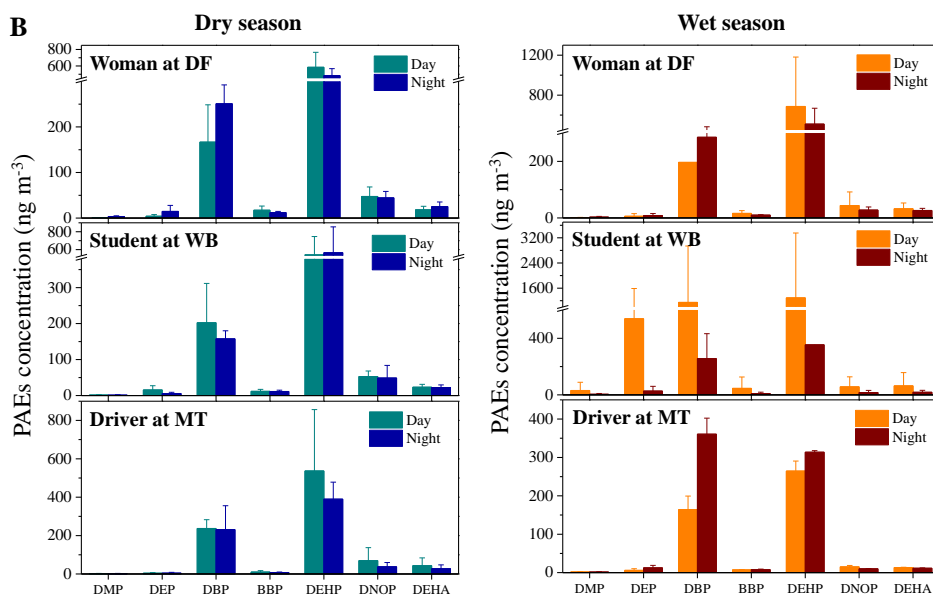 B
Dry season
Wet season
PAEs concentration (ng m⁻³)
Woman at DF
Day
Night
800
600
200
100
0
Student at WB
Day
Night
800
600
300
200
100
0
Driver at MT
Day
Night
800
600
400
200
0
DMP DEP DBP BBP DEHP DNOP DEHA
PAEs concentration (ng m⁻³)
Woman at DF
Day
Night
1200
800
200
0
Student at WB
Day
Night
3200
1600
400
0
Driver at MT
Day
Night
400
300
200
100
0
DMP DEP DBP BBP DEHP DNOP DEHA